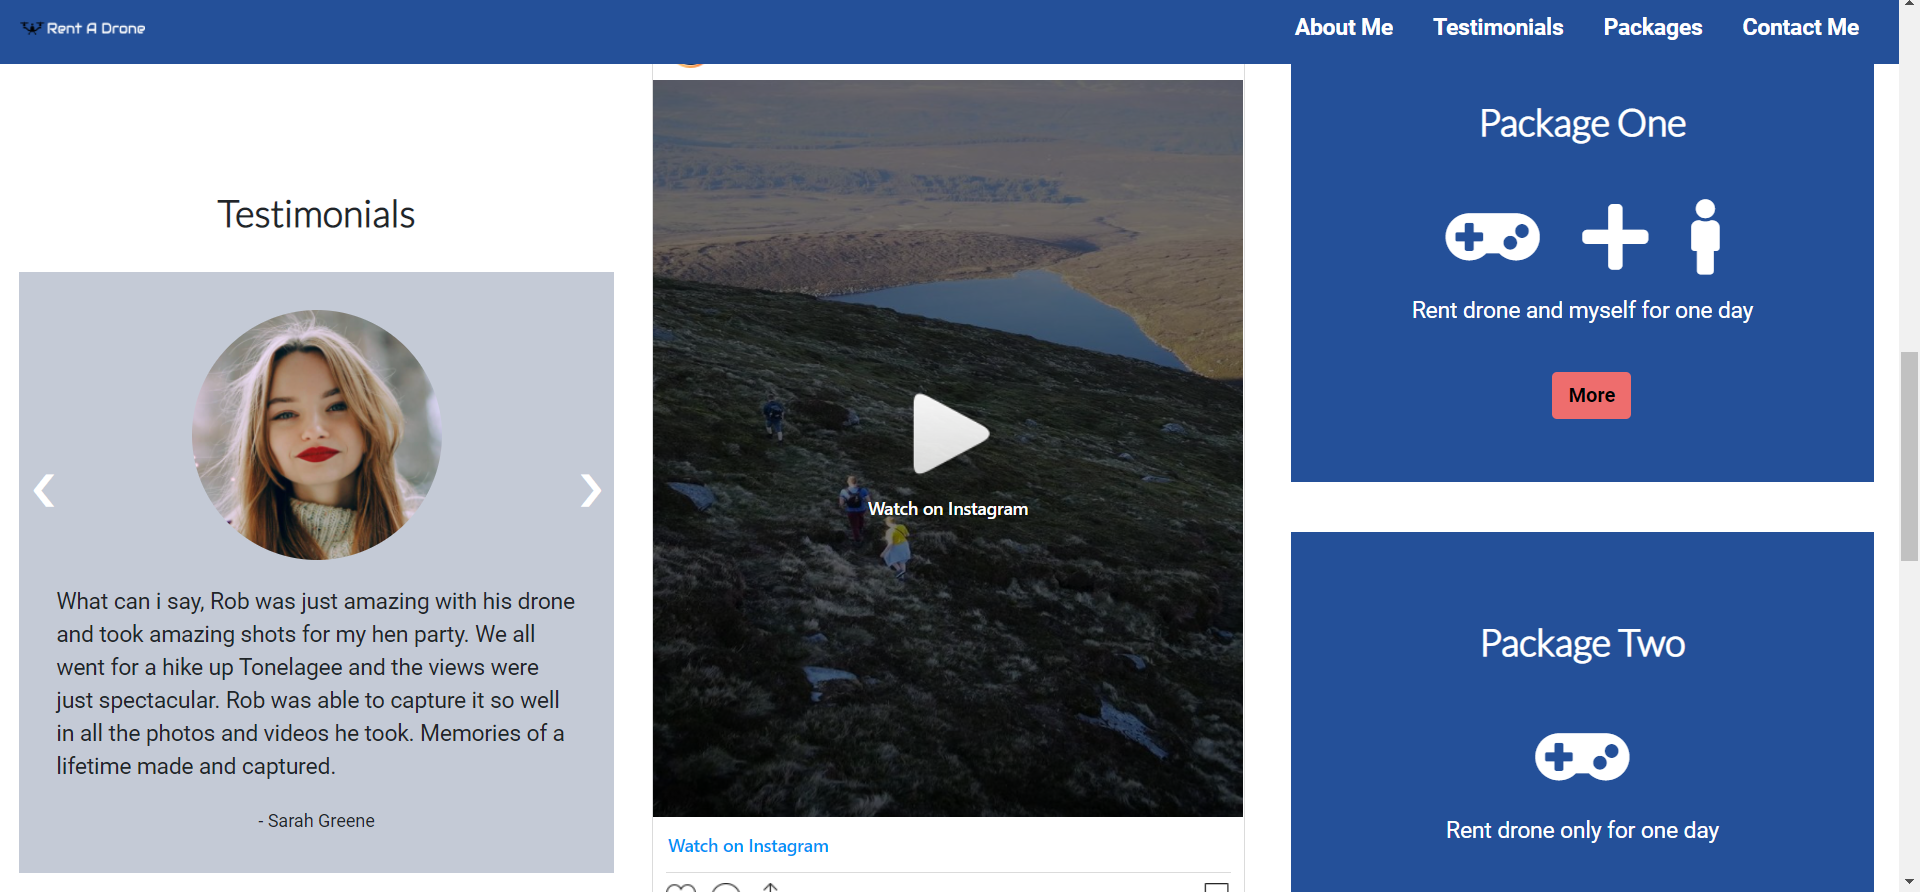 Rent A Drone
About Me
Testimonials
Packages
Contact Me
Testimonials
What can i say, Rob was just amazing with his drone
and took amazing shots for my hen party. We all
went for a hike up Tonelagee and the views were
just spectacular. Rob was able to capture it so well
in all the photos and videos he took. Memories of a
lifetime made and captured.
- Sarah Greene
Watch on Instagram
Watch on Instagram
Package One
Rent drone and myself for one day
More
Package Two
Rent drone only for one day